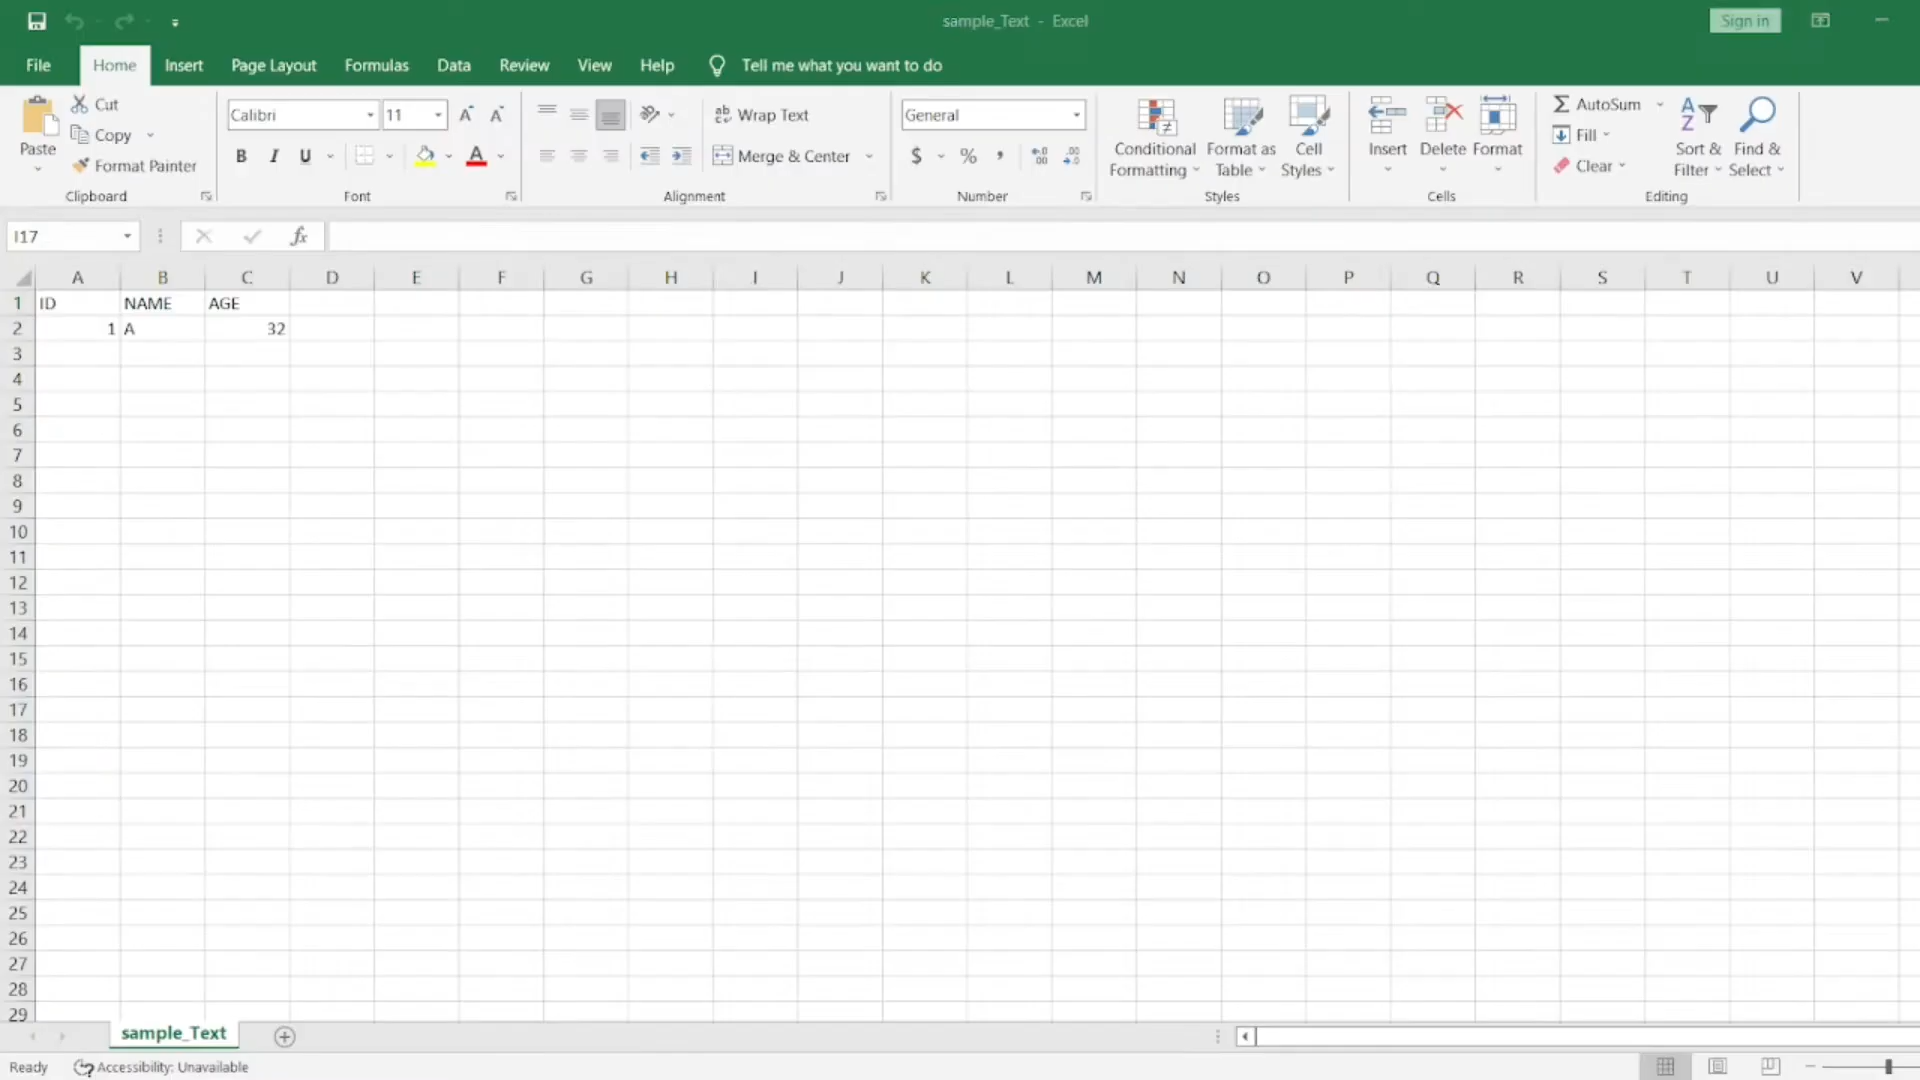 sample_Text - Excel
Sign in
File Home Insert Page Layout Formulas Data Review View Help Tell me what you want to do
Cut
Copy
Format Painter
Paste
Clipboard
Calibri 11
B I U A
Font
ab Wrap Text
Merge & Center
Alignment
General
$ % ,
Number
Conditional Formatting
Format as Table
Cell Styles
Styles
Insert Delete Format
Cells
AutoSum
Fill
Clear
Sort & Filter
Find & Select
Editing
I17 fx
A B C D E F G H I J K L M N O P Q R S T U V
1 ID NAME AGE
2 1 A 32
3
4
5
6
7
8
9
10
11
12
13
14
15
16
17
18
19
20
21
22
23
24
25
26
27
28
29
sample_Text
Ready Accessibility: Unavailable